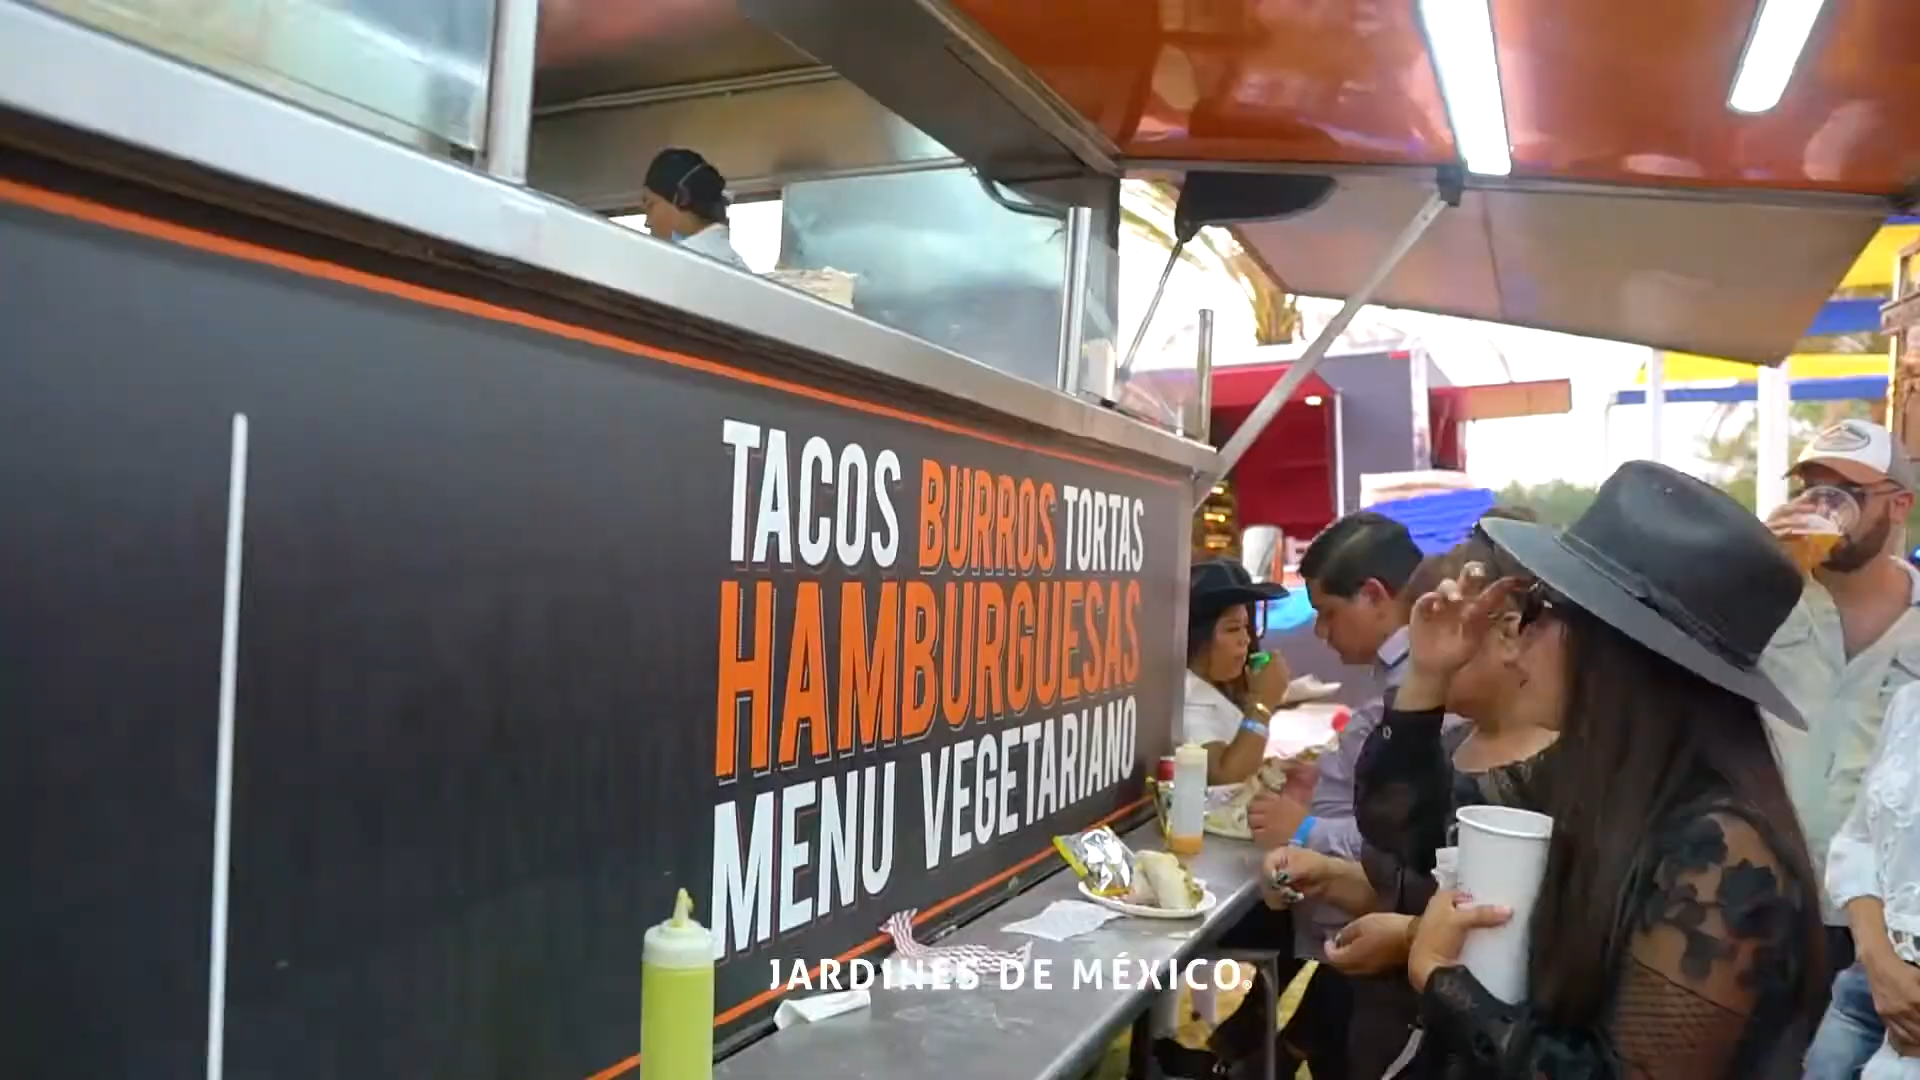 TACOS BURROS TORTAS
HAMBURGUESAS
MENU VEGETARIANO
JARDINES DE MÉXICO.